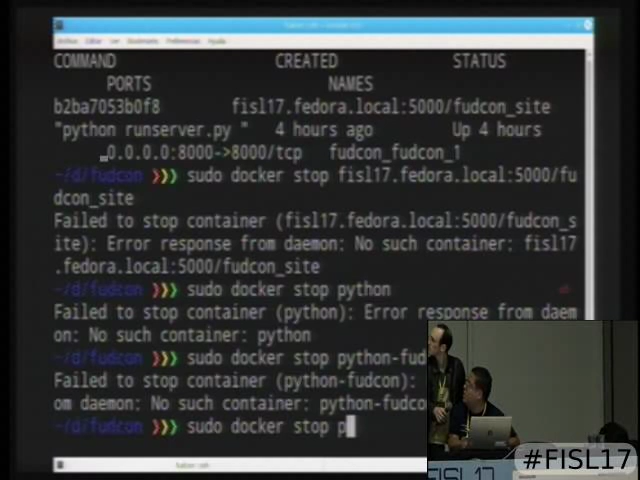 COMMAND CREATED STATUS
PORTS NAMES
b2ba7053b0f8 fisl17.fedora.local:5000/fudcon_site
"python runserver.py " 4 hours ago Up 4 hours
0.0.0.0:8000->8000/tcp fudcon_fudcon_1
~/d/fudcon ❯❯❯ sudo docker stop fisl17.fedora.local:5000/fu
dcon_site
Failed to stop container (fisl17.fedora.local:5000/fudcon_s
ite): Error response from daemon: No such container: fisl17
.fedora.local:5000/fudcon_site
~/d/fudcon ❯❯❯ sudo docker stop python
Failed to stop container (python): Error response from daem
on: No such container: python
~/d/fudcon ❯❯❯ sudo docker stop python-fud
Failed to stop container (python-fudcon):
om daemon: No such container: python-fudco
~/d/fudcon ❯❯❯ sudo docker stop p
FISL 17
#FISL17